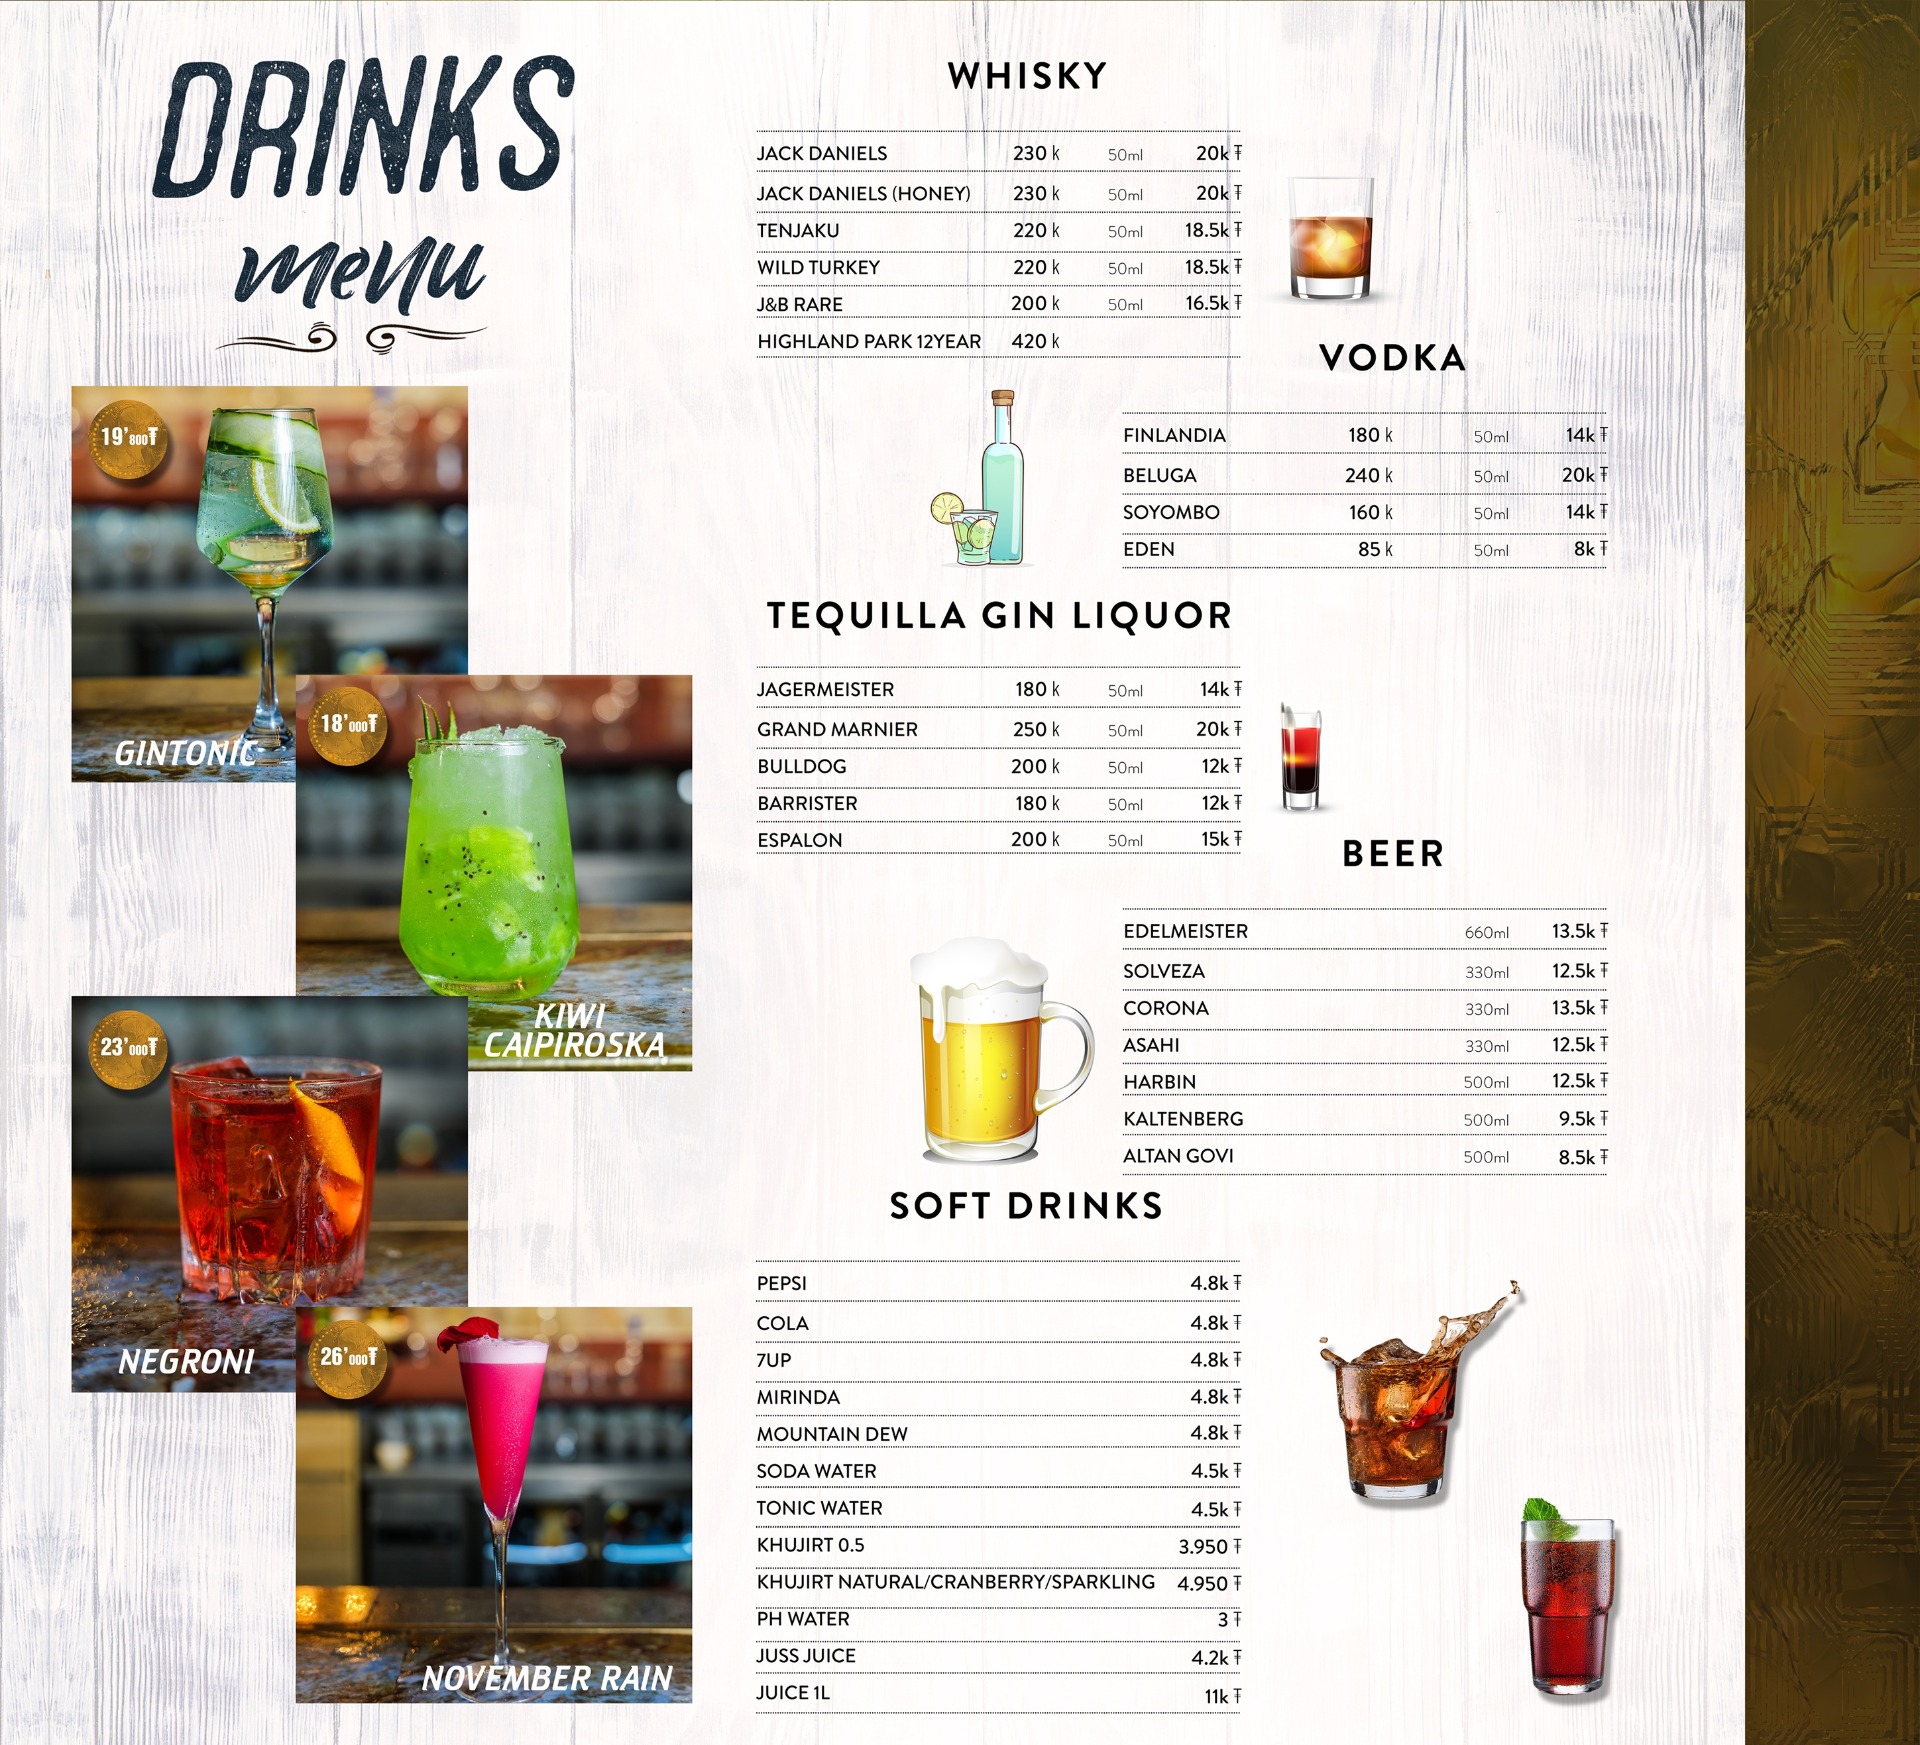 DRINKS
menu
19'800₮
GINTONIC
18'000₮
KIWI
CAIPIROSKA
23'000₮
NEGRONI
26'000₮
NOVEMBER RAIN
WHISKY
JACK DANIELS 230 k 50ml 20k ₮
JACK DANIELS (HONEY) 230 k 50ml 20k ₮
TENJAKU 220 k 50ml 18.5k ₮
WILD TURKEY 220 k 50ml 18.5k ₮
J&B RARE 200 k 50ml 16.5k ₮
HIGHLAND PARK 12YEAR 420 k
VODKA
FINLANDIA 180 k 50ml 14k ₮
BELUGA 240 k 50ml 20k ₮
SOYOMBO 160 k 50ml 14k ₮
EDEN 85 k 50ml 8k ₮
TEQUILLA GIN LIQUOR
JAGERMEISTER 180 k 50ml 14k ₮
GRAND MARNIER 250 k 50ml 20k ₮
BULLDOG 200 k 50ml 12k ₮
BARRISTER 180 k 50ml 12k ₮
ESPALON 200 k 50ml 15k ₮
BEER
EDELMEISTER 660ml 13.5k ₮
SOLVEZA 330ml 12.5k ₮
CORONA 330ml 13.5k ₮
ASAHI 330ml 12.5k ₮
HARBIN 500ml 12.5k ₮
KALTENBERG 500ml 9.5k ₮
ALTAN GOVI 500ml 8.5k ₮
SOFT DRINKS
PEPSI 4.8k ₮
COLA 4.8k ₮
7UP 4.8k ₮
MIRINDA 4.8k ₮
MOUNTAIN DEW 4.8k ₮
SODA WATER 4.5k ₮
TONIC WATER 4.5k ₮
KHUJIRT 0.5 3.950 ₮
KHUJIRT NATURAL/CRANBERRY/SPARKLING 4.950 ₮
PH WATER 3 ₮
JUSS JUICE 4.2k ₮
JUICE 1L 11k ₮